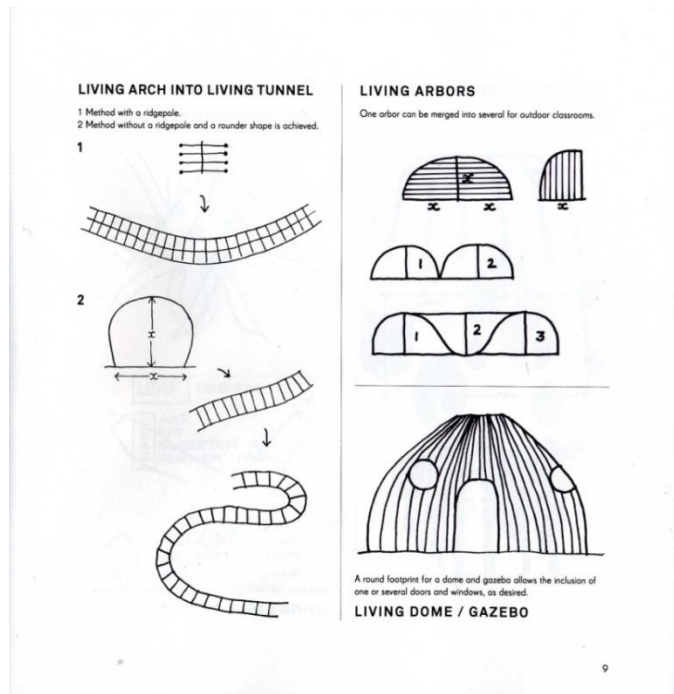 LIVING ARCH INTO LIVING TUNNEL
1 Method with a ridgepole.
2 Method without a ridgepole and a rounder shape is achieved.
1
2
x
x
LIVING ARBORS
One arbor can be merged into several for outdoor classrooms.
x
x
x
x
1
2
1
2
3
A round footprint for a dome and gazebo allows the inclusion of
one or several doors and windows, as desired.
LIVING DOME / GAZEBO
9